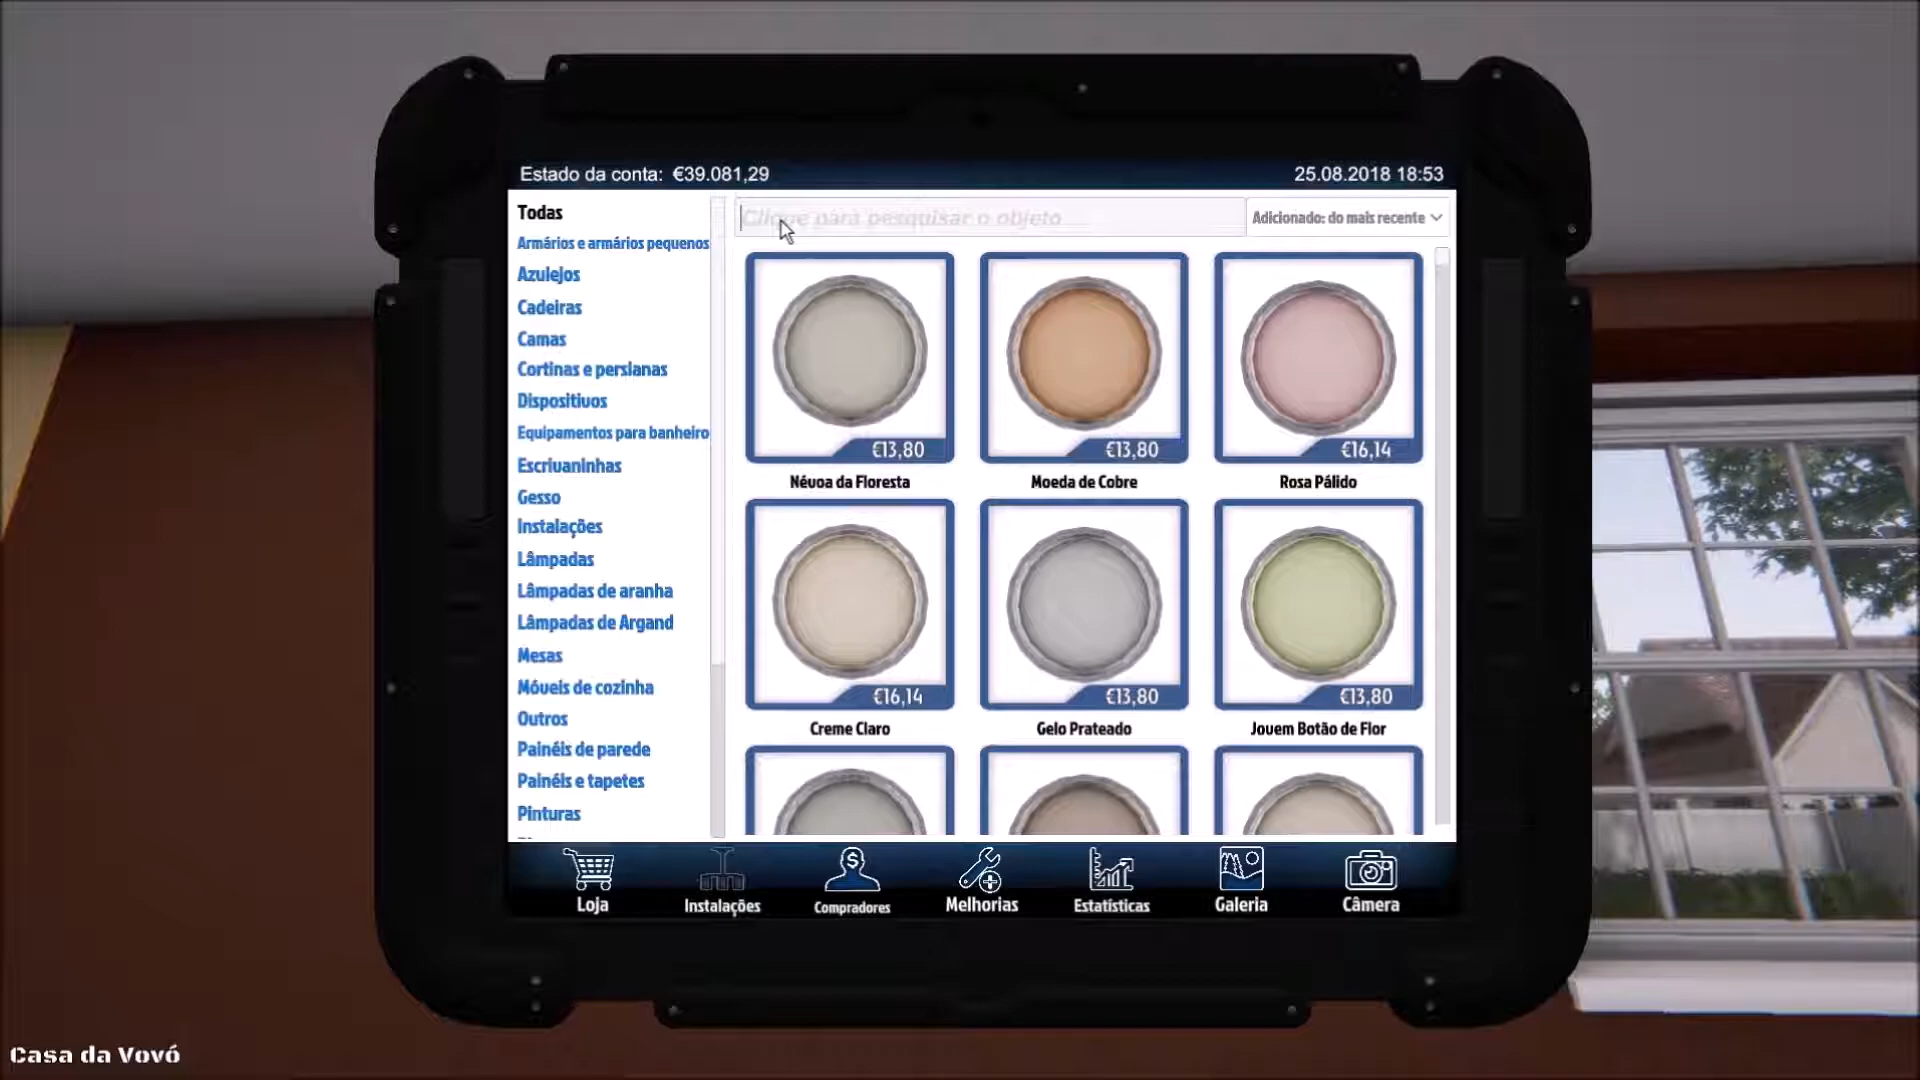 Estado da conta: €39.081,29
25.08.2018 18:53
Todas
Armários e armários pequenos
Azulejos
Cadeiras
Camas
Cortinas e persianas
Dispositivos
Equipamentos para banheiro
Escrivaninhas
Gesso
Instalações
Lâmpadas
Lâmpadas de aranha
Lâmpadas de Argand
Mesas
Móveis de cozinha
Outros
Painéis de parede
Painéis e tapetes
Pinturas
Clique para pesquisar o objeto...
Adicionado: do mais recente
€13,80
€13,80
€16,14
Névoa da Floresta
Moeda de Cobre
Rosa Pálido
€16,14
€13,80
€13,80
Creme Claro
Gelo Prateado
Jovem Botão de Flor
Loja
Instalações
Compradores
Melhorias
Estatísticas
Galeria
Câmera
Casa da Vovó